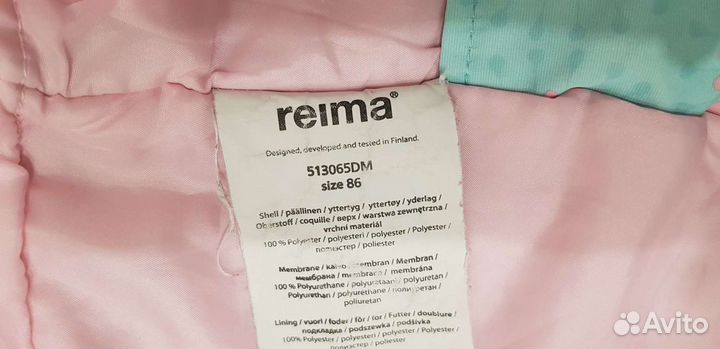 reima®
Designed, developed and tested in Finland.
513065DM
size 86
Shell / päällinen / yttertyg / yttertøy / yderlag /
Oberstoff / coquille / верх / warstwa zewnętrzna /
vrchní materiál
100 % Polyester / polyesteri / polyester / Polyester /
полиэстер / poliester
Membrane / kalvo / membran / Membran /
мембрана / membrana / membrána
100 % Polyurethane / polyuretaani / polyuretan /
Polyurethan / polyuréthane / полиуретан /
poliuretan
Lining / vuori / foder / fôr / for / Futter / doublure /
подкладка / podszewka / podšívka
100% Polyester / polyesteri / polyester / Polyester /
Avito